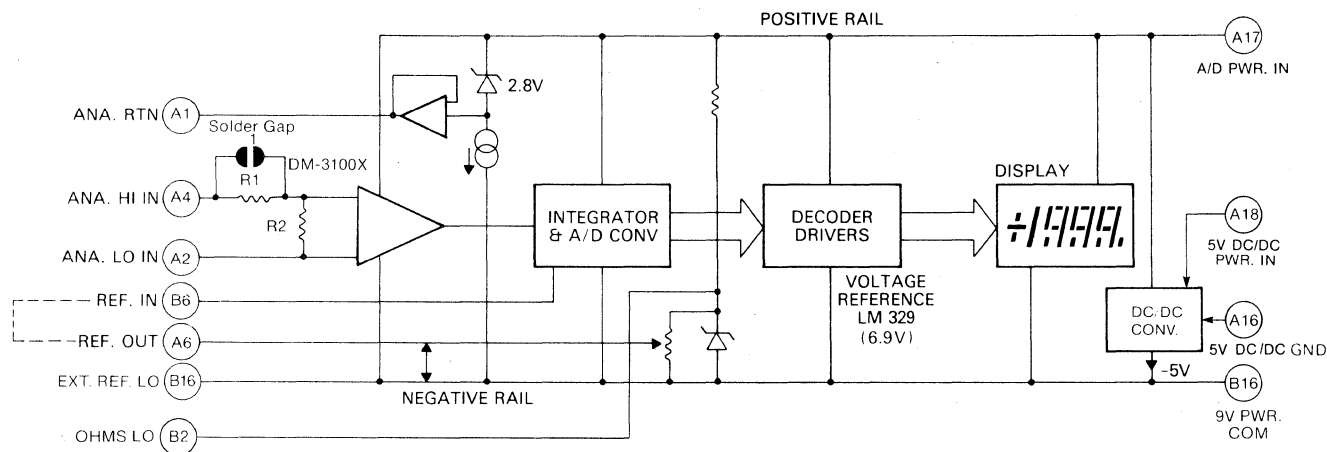 POSITIVE RAIL
A17
A/D PWR. IN
2.8V
ANA. RTN A1
Solder Gap
1
DM-3100X
R1
ANA. HI IN A4
R2
ANA. LO IN A2
INTEGRATOR
& A/D CONV
DECODER
DRIVERS
DISPLAY
+1999.
A18
5V DC/DC
PWR. IN
REF. IN B6
VOLTAGE
REFERENCE
LM 329
(6.9V)
DC/DC
CONV.
A16
5V DC/DC GND
REF. OUT A6
-5V
EXT. REF. LO B16
NEGATIVE RAIL
B16
9V PWR.
COM
OHMS LO B2